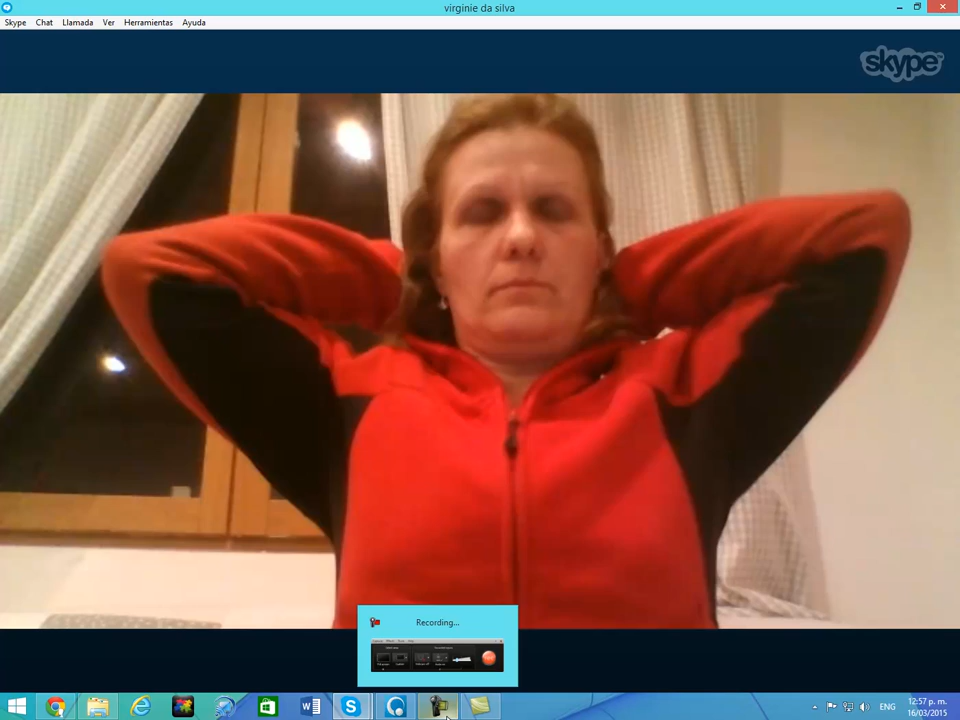 virginie da silva
Skype Chat Llamada Ver Herramientas Ayuda
skype
Recording...
ENG
12:57 p. m.
16/03/2015